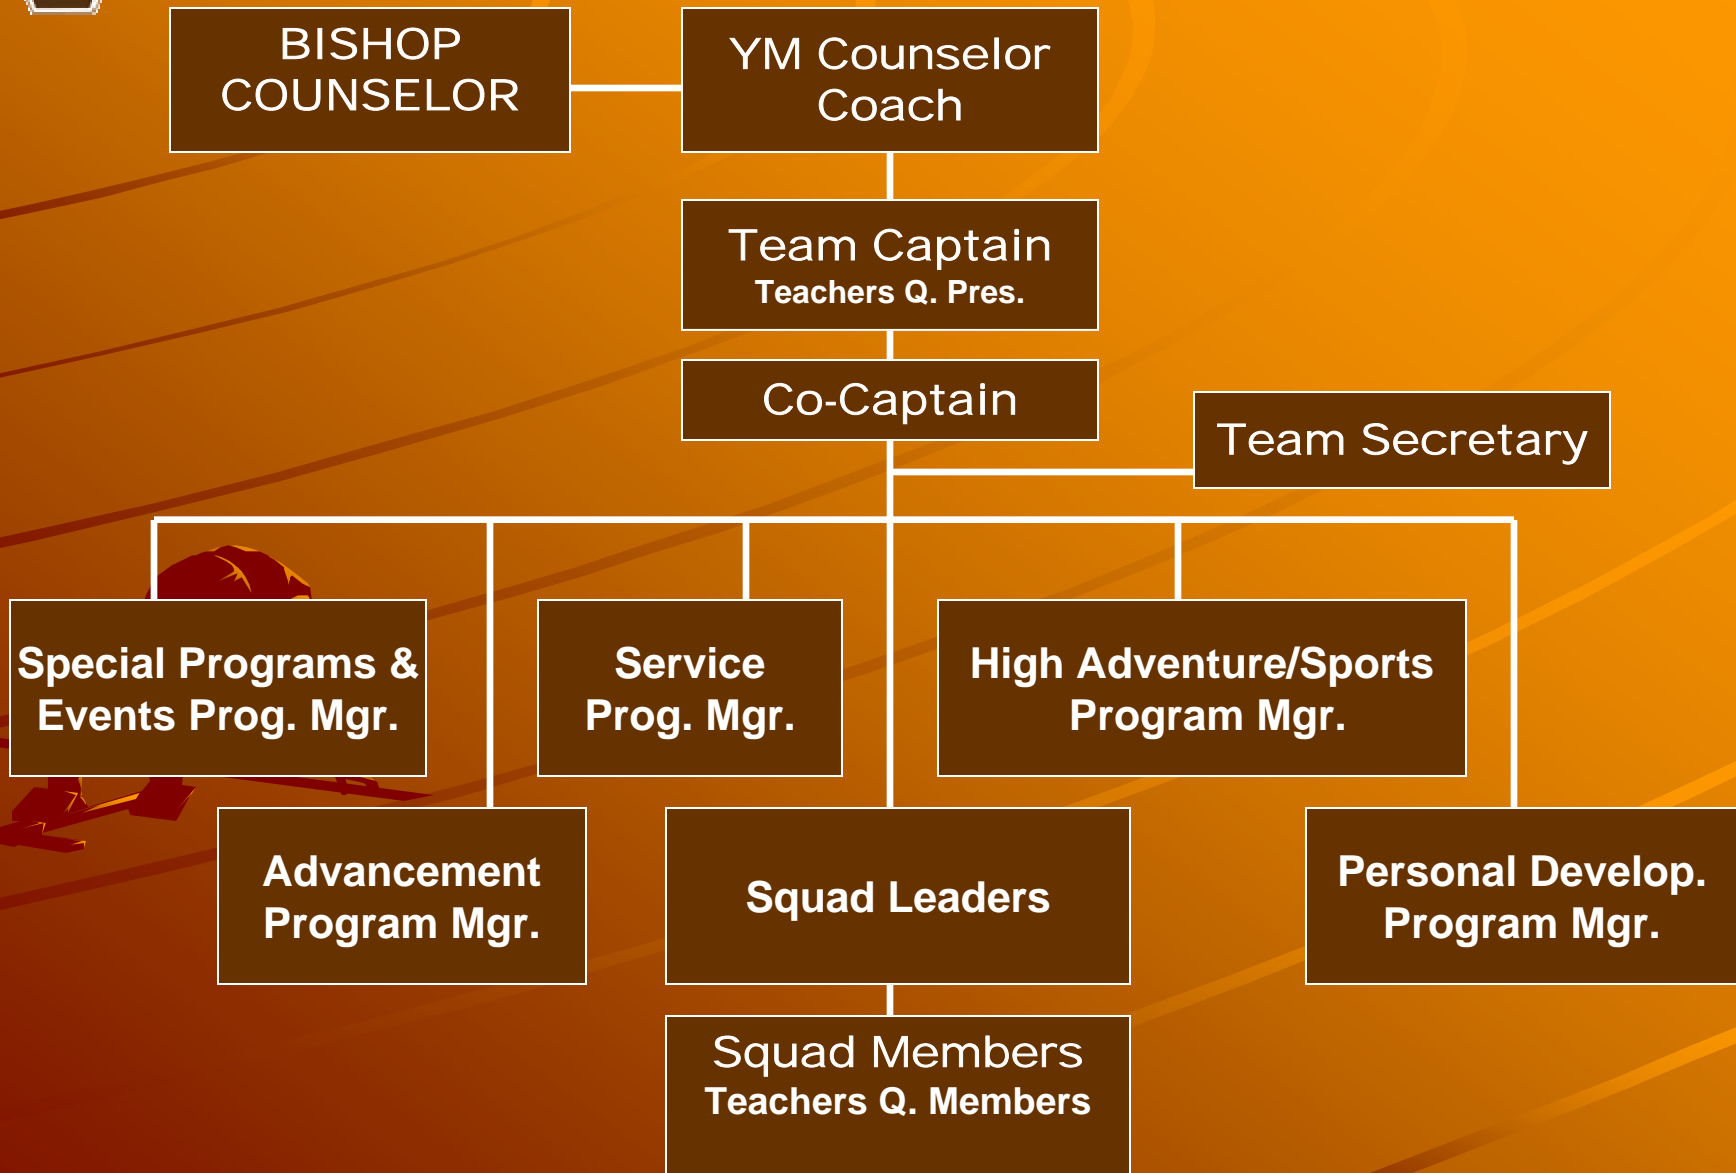 BISHOP
COUNSELOR
YM Counselor
Coach
Team Captain
Teachers Q. Pres.
Co-Captain
Team Secretary
Special Programs &
Events Prog. Mgr.
Service
Prog. Mgr.
High Adventure/Sports
Program Mgr.
Advancement
Program Mgr.
Squad Leaders
Personal Develop.
Program Mgr.
Squad Members
Teachers Q. Members